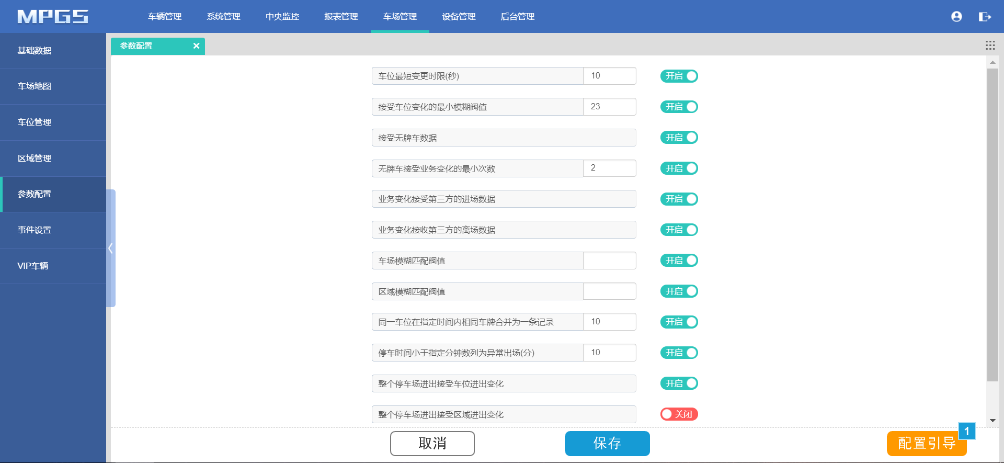 MPGS 车辆管理 系统管理 中央监控 报表管理 车场管理 设备管理 后台管理
基础数据
车场地图
车位管理
区域管理
参数配置
事件设置
VIP车辆
参数配置 ×
车位最短变更时限(秒) 10 开启
接受车位变化的最小模糊阀值 23 开启
接受无牌车数据 开启
无牌车接受业务变化的最小次数 2 开启
业务变化接受第三方的进场数据 开启
业务变化接收第三方的离场数据 开启
车场模糊匹配阀值 开启
区域模糊匹配阀值 开启
同一车位在指定时间内相同车牌合并为一条记录 10 开启
停车时间小于指定分钟数列为异常出场(分) 10 开启
整个停车场进出接受车位进出变化 开启
整个停车场进出接受区域进出变化 关闭
取消 保存 配置引导 1